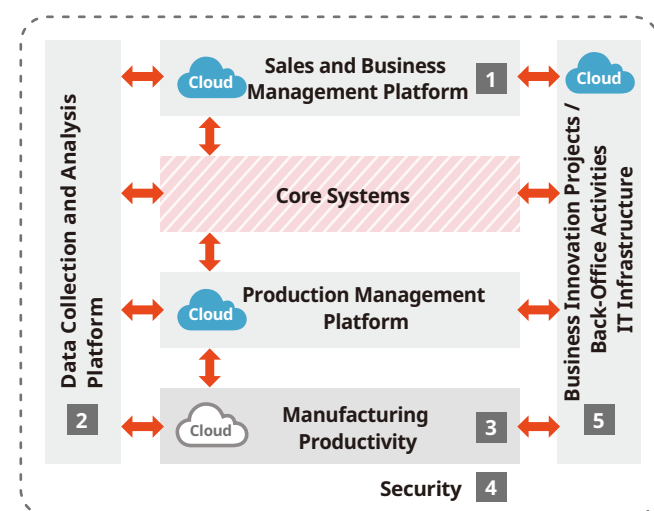 Data Collection and Analysis
Platform
2
Cloud
Sales and Business
Management Platform
1
Core Systems
Cloud
Production Management
Platform
Cloud
Manufacturing
Productivity
3
Cloud
Business Innovation Projects /
Back-Office Activities
IT Infrastructure
5
Security
4